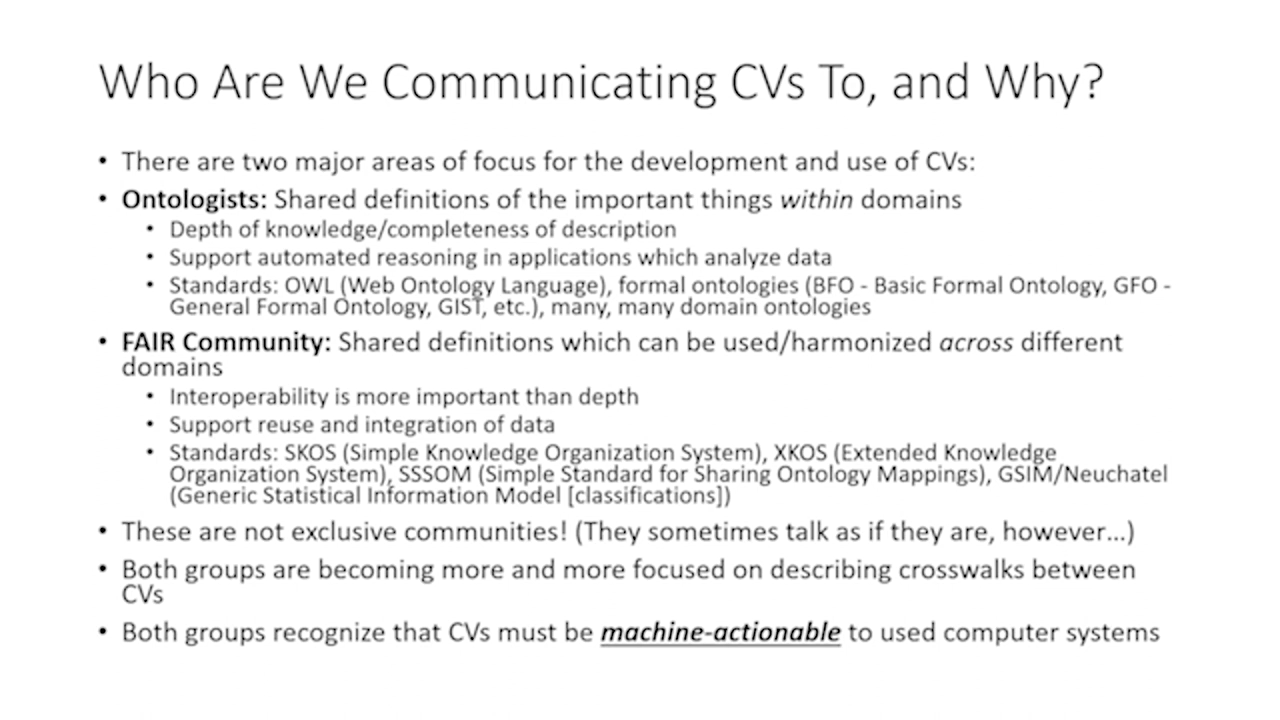 Who Are We Communicating CVs To, and Why?
• There are two major areas of focus for the development and use of CVs:
• Ontologists: Shared definitions of the important things within domains
• Depth of knowledge/completeness of description
• Support automated reasoning in applications which analyze data
• Standards: OWL (Web Ontology Language), formal ontologies (BFO - Basic Formal Ontology, GFO -
General Formal Ontology, GIST, etc.), many, many domain ontologies
• FAIR Community: Shared definitions which can be used/harmonized across different
domains
• Interoperability is more important than depth
• Support reuse and integration of data
• Standards: SKOS (Simple Knowledge Organization System), XKOS (Extended Knowledge
Organization System), SSSOM (Simple Standard for Sharing Ontology Mappings), GSIM/Neuchatel
(Generic Statistical Information Model [classifications])
• These are not exclusive communities! (They sometimes talk as if they are, however...)
• Both groups are becoming more and more focused on describing crosswalks between
CVs
• Both groups recognize that CVs must be machine-actionable to used computer systems